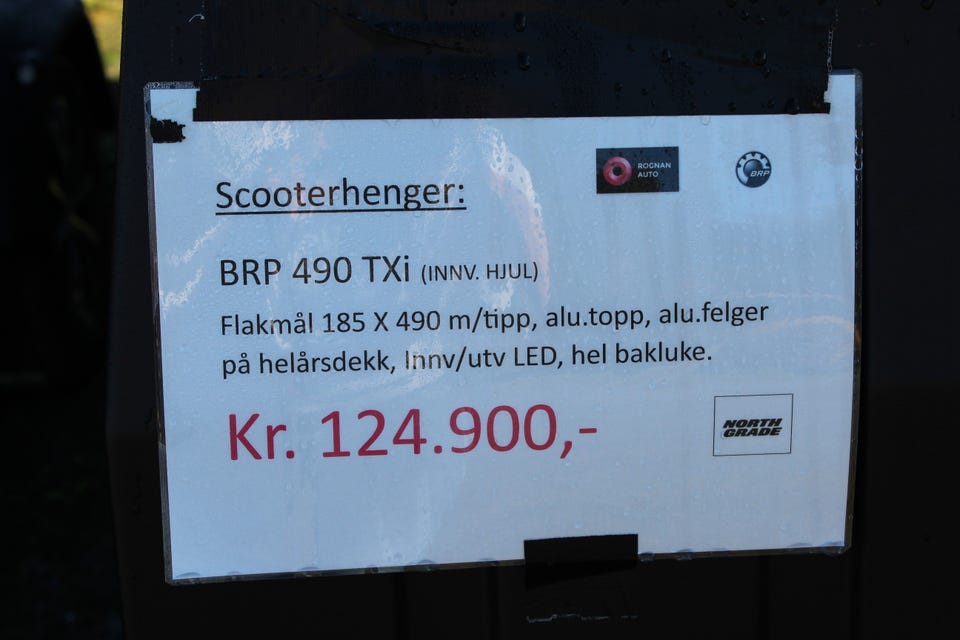 Scooterhenger:
ROGNAN
AUTO
BRP
BRP 490 TXi (INNV. HJUL)
Flakmål 185 X 490 m/tipp, alu.topp, alu.felger
på helårsdekk, Innv/utv LED, hel bakluke.
Kr. 124.900,-
NORTH
GRADE